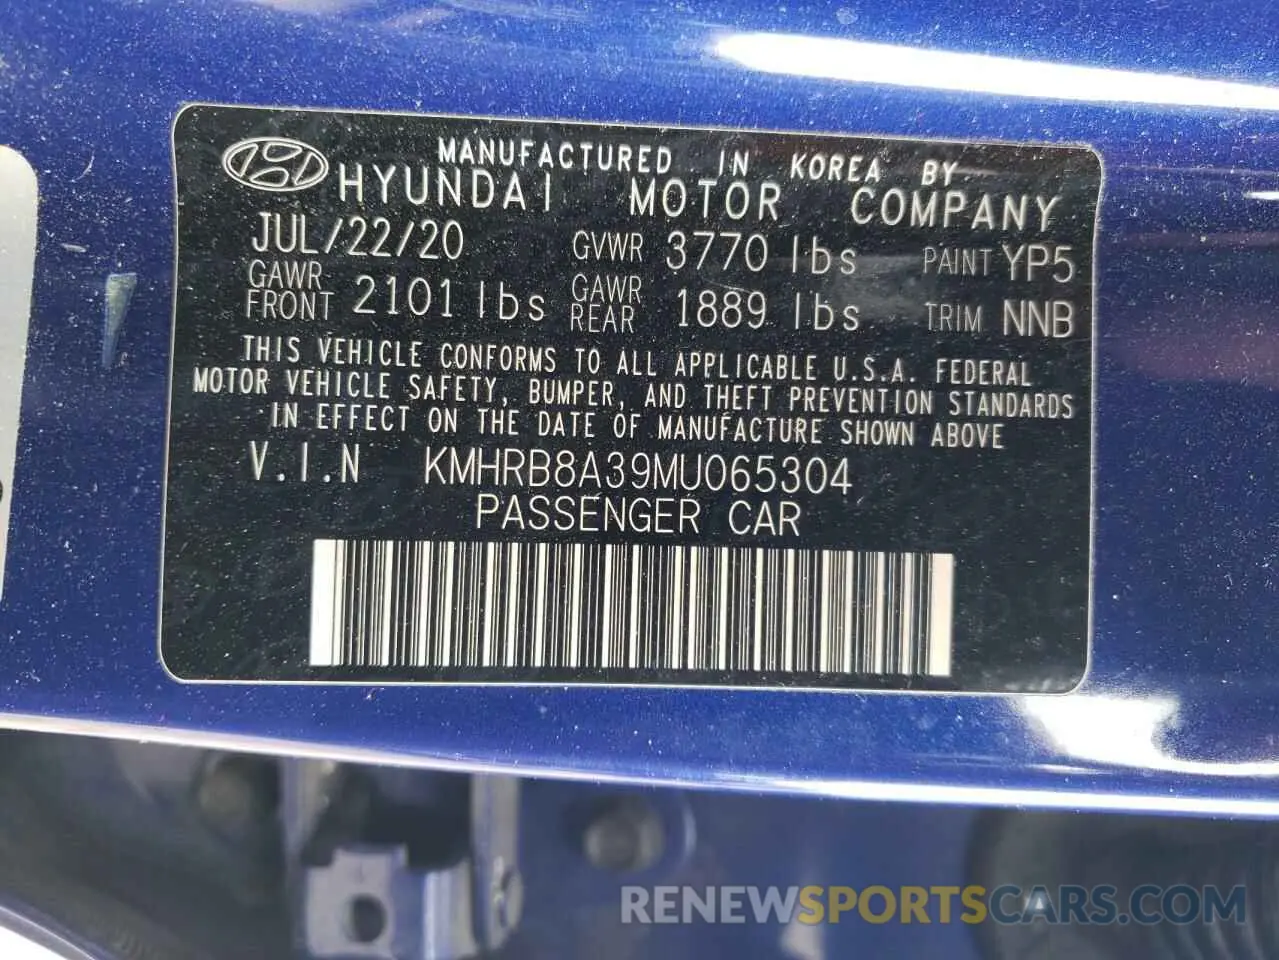 MANUFACTURED IN KOREA BY
HYUNDAI MOTOR COMPANY
JUL/22/20 GVWR 3770 lbs PAINT YP5
GAWR FRONT 2101 lbs GAWR REAR 1889 lbs TRIM NNB
THIS VEHICLE CONFORMS TO ALL APPLICABLE U.S.A. FEDERAL
MOTOR VEHICLE SAFETY, BUMPER, AND THEFT PREVENTION STANDARDS
IN EFFECT ON THE DATE OF MANUFACTURE SHOWN ABOVE
V.I.N KMHRB8A39MU065304
PASSENGER CAR
RENEWSPORTSCARS.COM